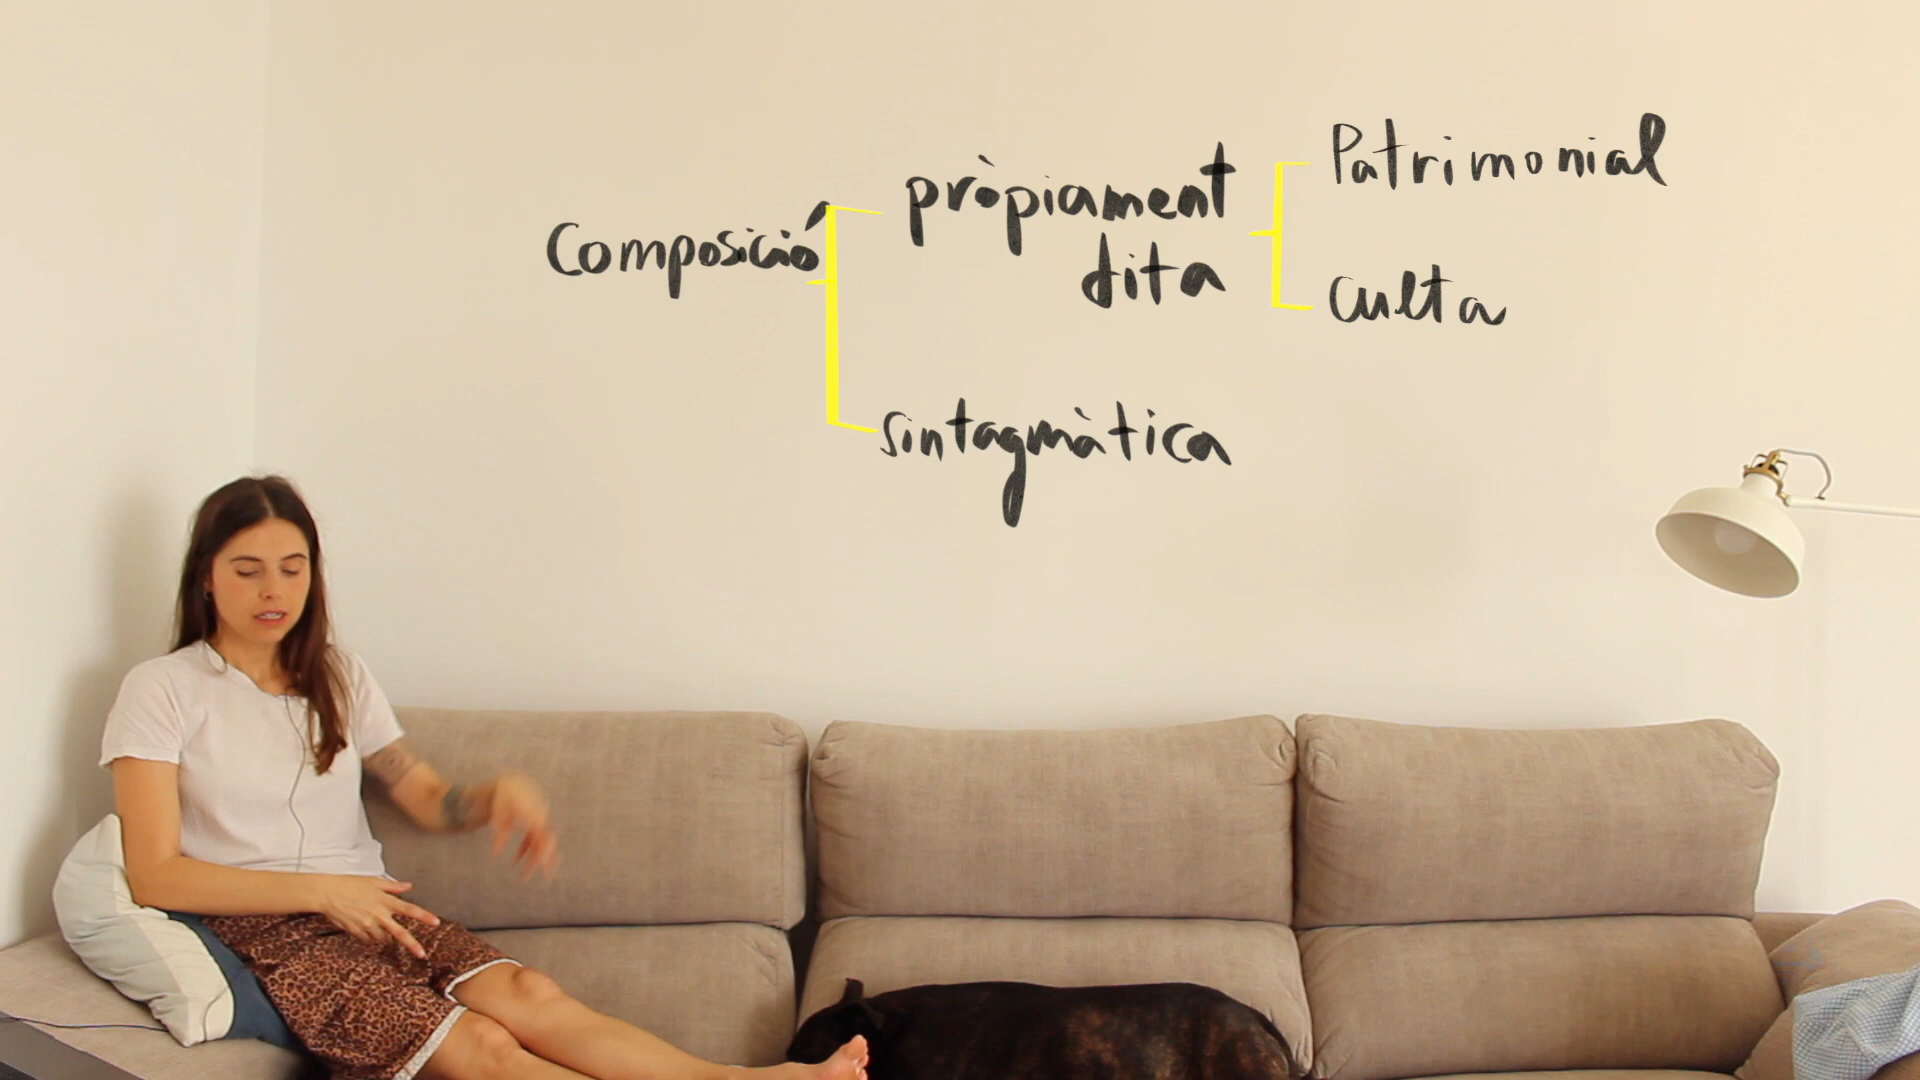 Composició
pròpiament
dita
Patrimonial
culta
sintagmàtica